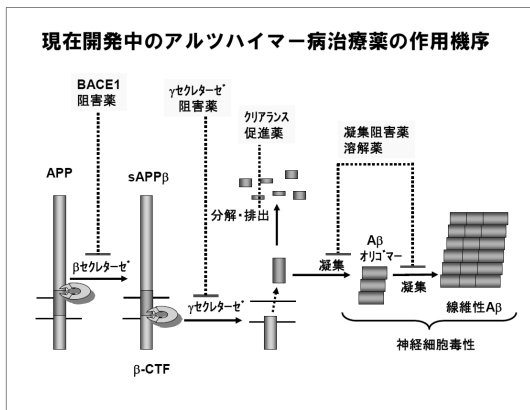 現在開発中のアルツハイマー病治療薬の作用機序
BACE1
阻害薬
γセクレターゼ
阻害薬
クリアランス
促進薬
凝集阻害薬
溶解薬
APP
sAPPβ
分解・排出
βセクレターゼ
γセクレターゼ
凝集
Aβ
オリゴマー
凝集
線維性Aβ
β-CTF
神経細胞毒性